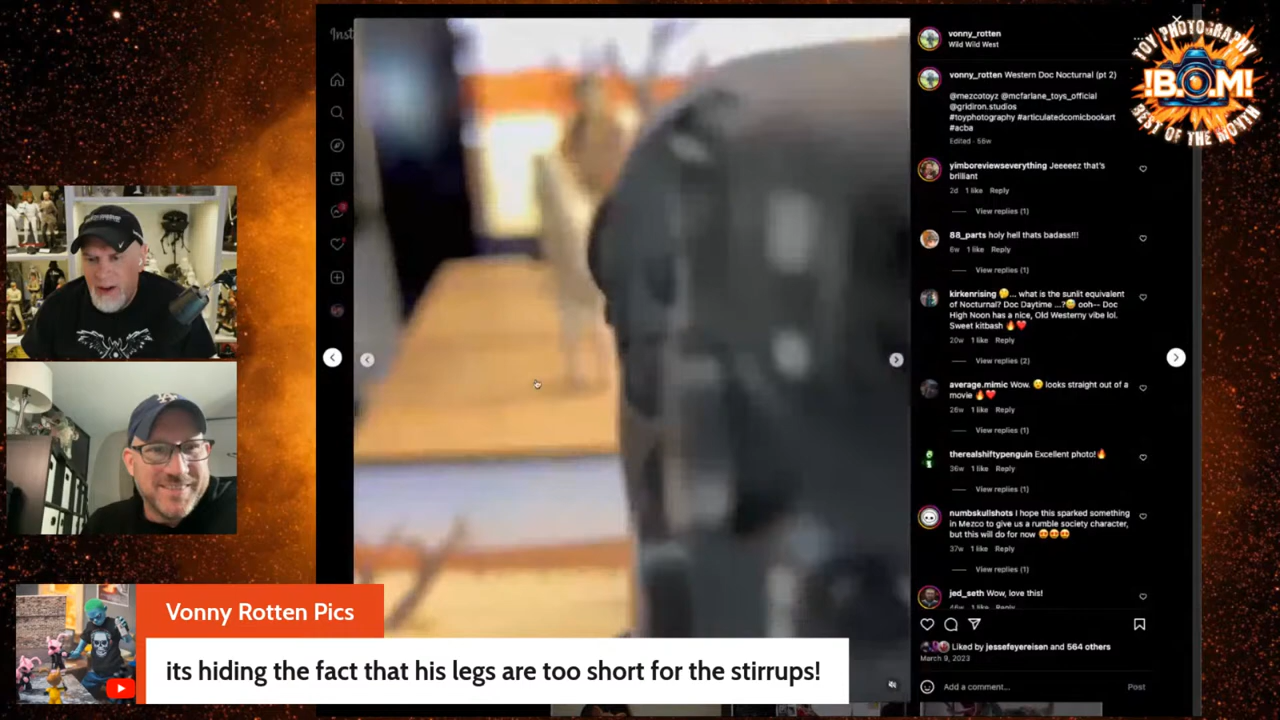 Inst
vonny_rotten
Wild Wild West
vonny_rotten Western Doc Nocturnal (pt 2)
@mezcotoyz @mcfarlane_toys_official
@gridiron.studios
#toyphotography #articulatedcomicbookart
#acba
Edited · 56w
yimboreviewseverything Jeeeeez that's
brilliant
2d 1 like Reply
View replies (1)
88_parts holy hell thats badass!!!
6w 1 like Reply
View replies (1)
kirkenrising 🤔... what is the sunlit equivalent
of Nocturnal? Doc Daytime ...?😅 ooh-- Doc
High Noon has a nice, Old Westerny vibe lol.
Sweet kitbash 🔥❤️
20w 1 like Reply
View replies (2)
average.mimic Wow. 😮 looks straight out of a
movie 🔥❤️
26w 1 like Reply
View replies (1)
therealshiftypenguin Excellent photo!🔥
36w 1 like Reply
View replies (1)
numbskullshots I hope this sparked something
in Mezco to give us a rumble society character,
but this will do for now 😍😍😍
37w 1 like Reply
View replies (1)
jed_seth Wow, love this!
Liked by jessefeyereisen and 564 others
March 9, 2023
Add a comment... Post
TOY PHOTOGRAPHY
!B.O.M!
BEST OF THE MONTH
Vonny Rotten Pics
its hiding the fact that his legs are too short for the stirrups!